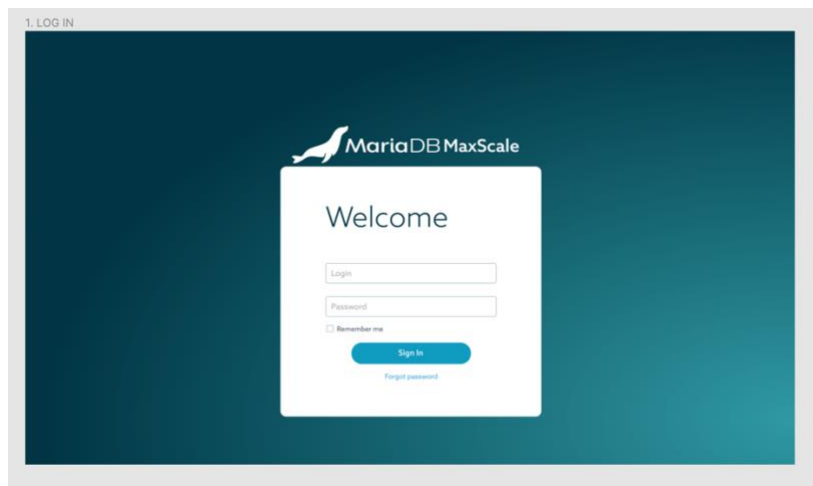 1. LOG IN
MariaDB MaxScale
Welcome
Login
Password
Remember me
Sign In
Forgot password